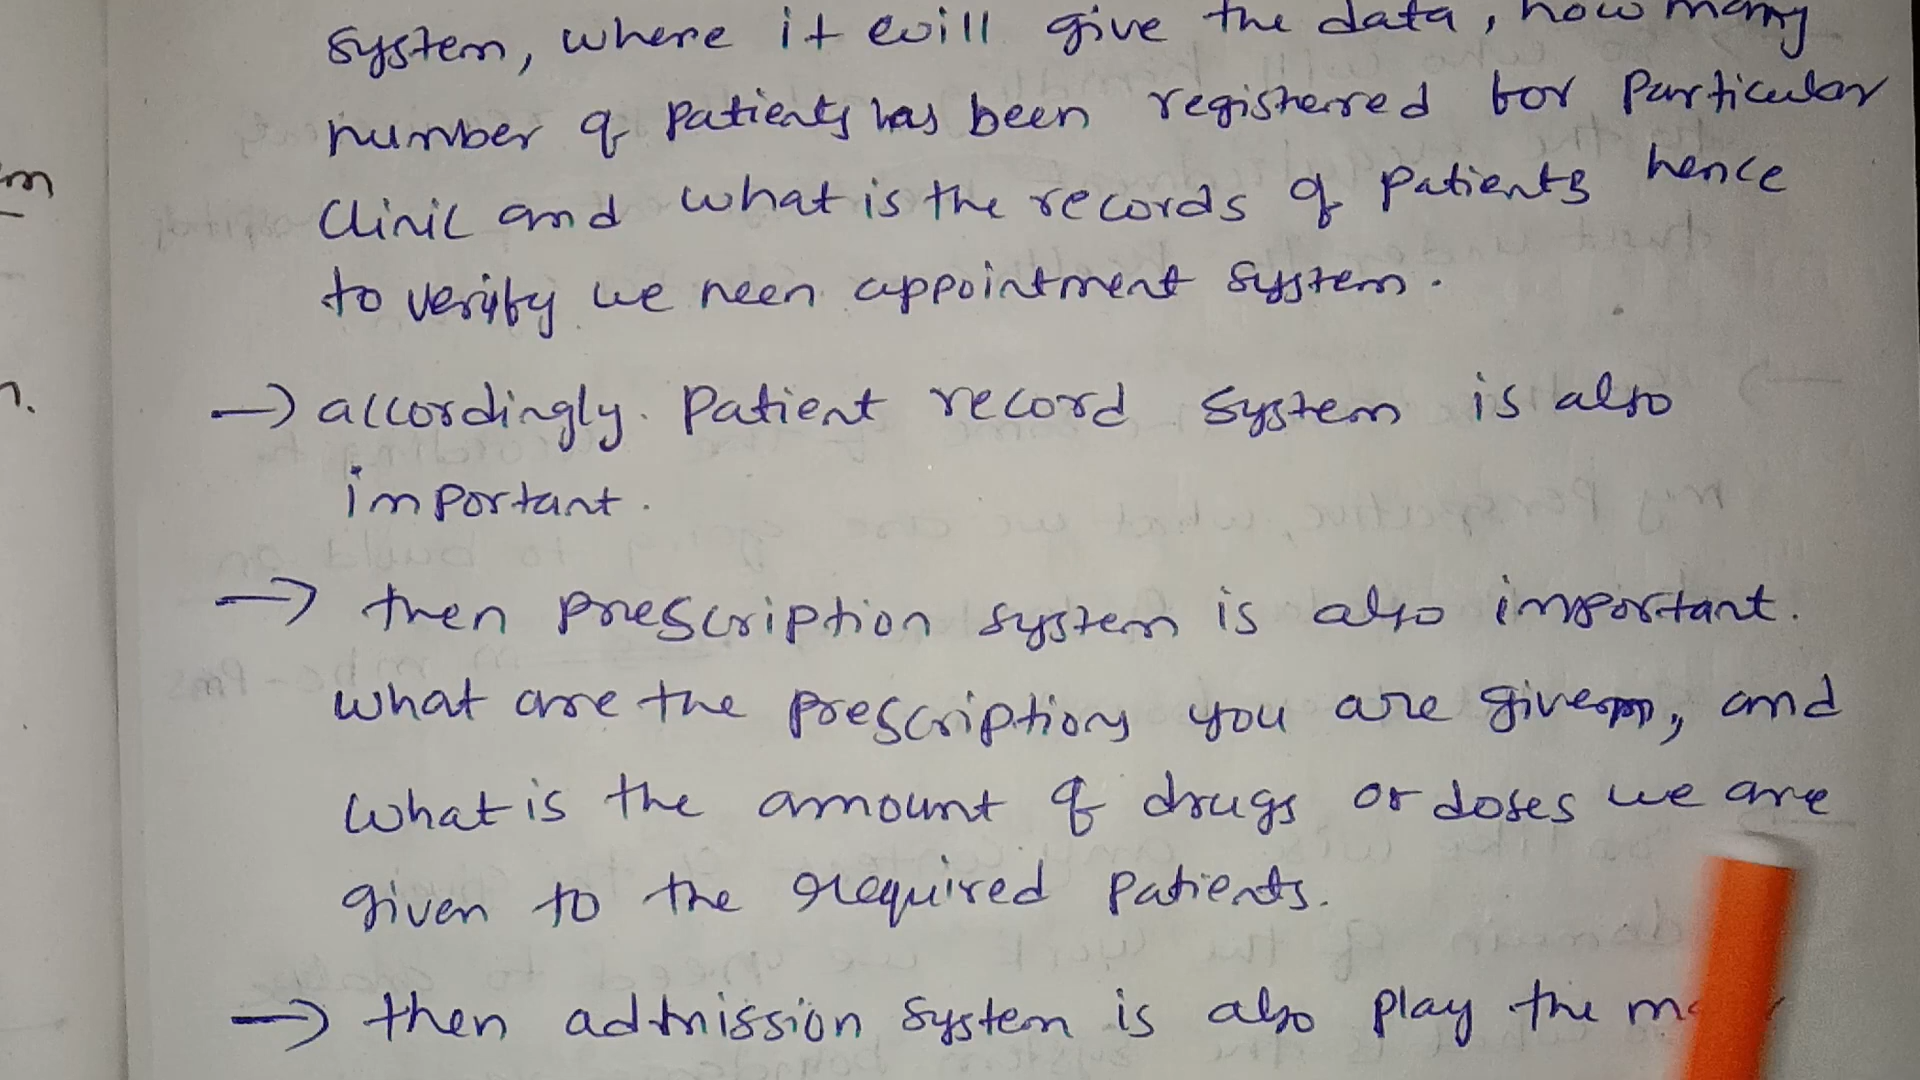 system, where it will give the data, how many
number of patients has been registered for particular
clinic and what is the records of patients hence
to verify we neen appointment system.
m
n.
→ accordingly. patient record system is also
important.
→ then prescription system is also important.
what are the prescriptions you are given, and
what is the amount of drugs or doses we are
given to the required patients.
→ then admission system is also play the